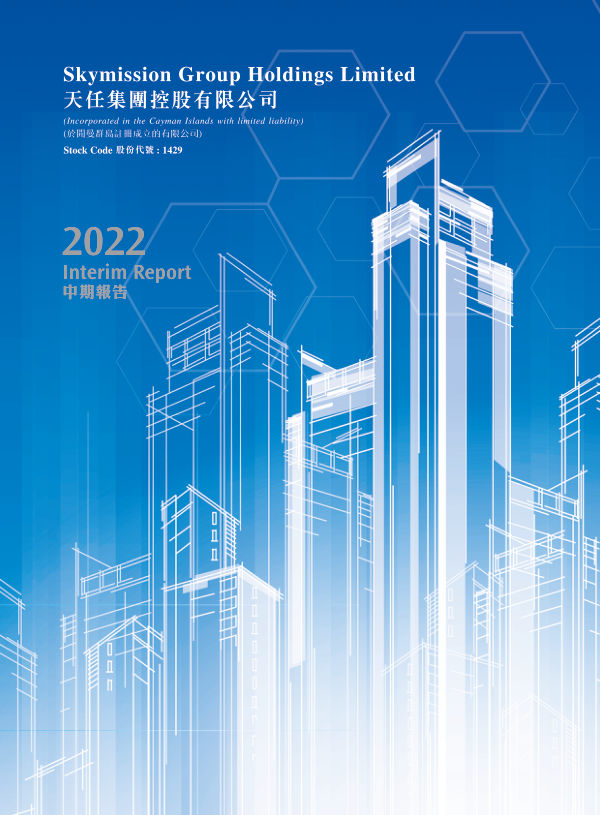 Skymission Group Holdings Limited
天任集團控股有限公司
(Incorporated in the Cayman Islands with limited liability)
(於開曼群島註冊成立的有限公司)
Stock Code 股份代號 : 1429
2022
Interim Report
中期報告